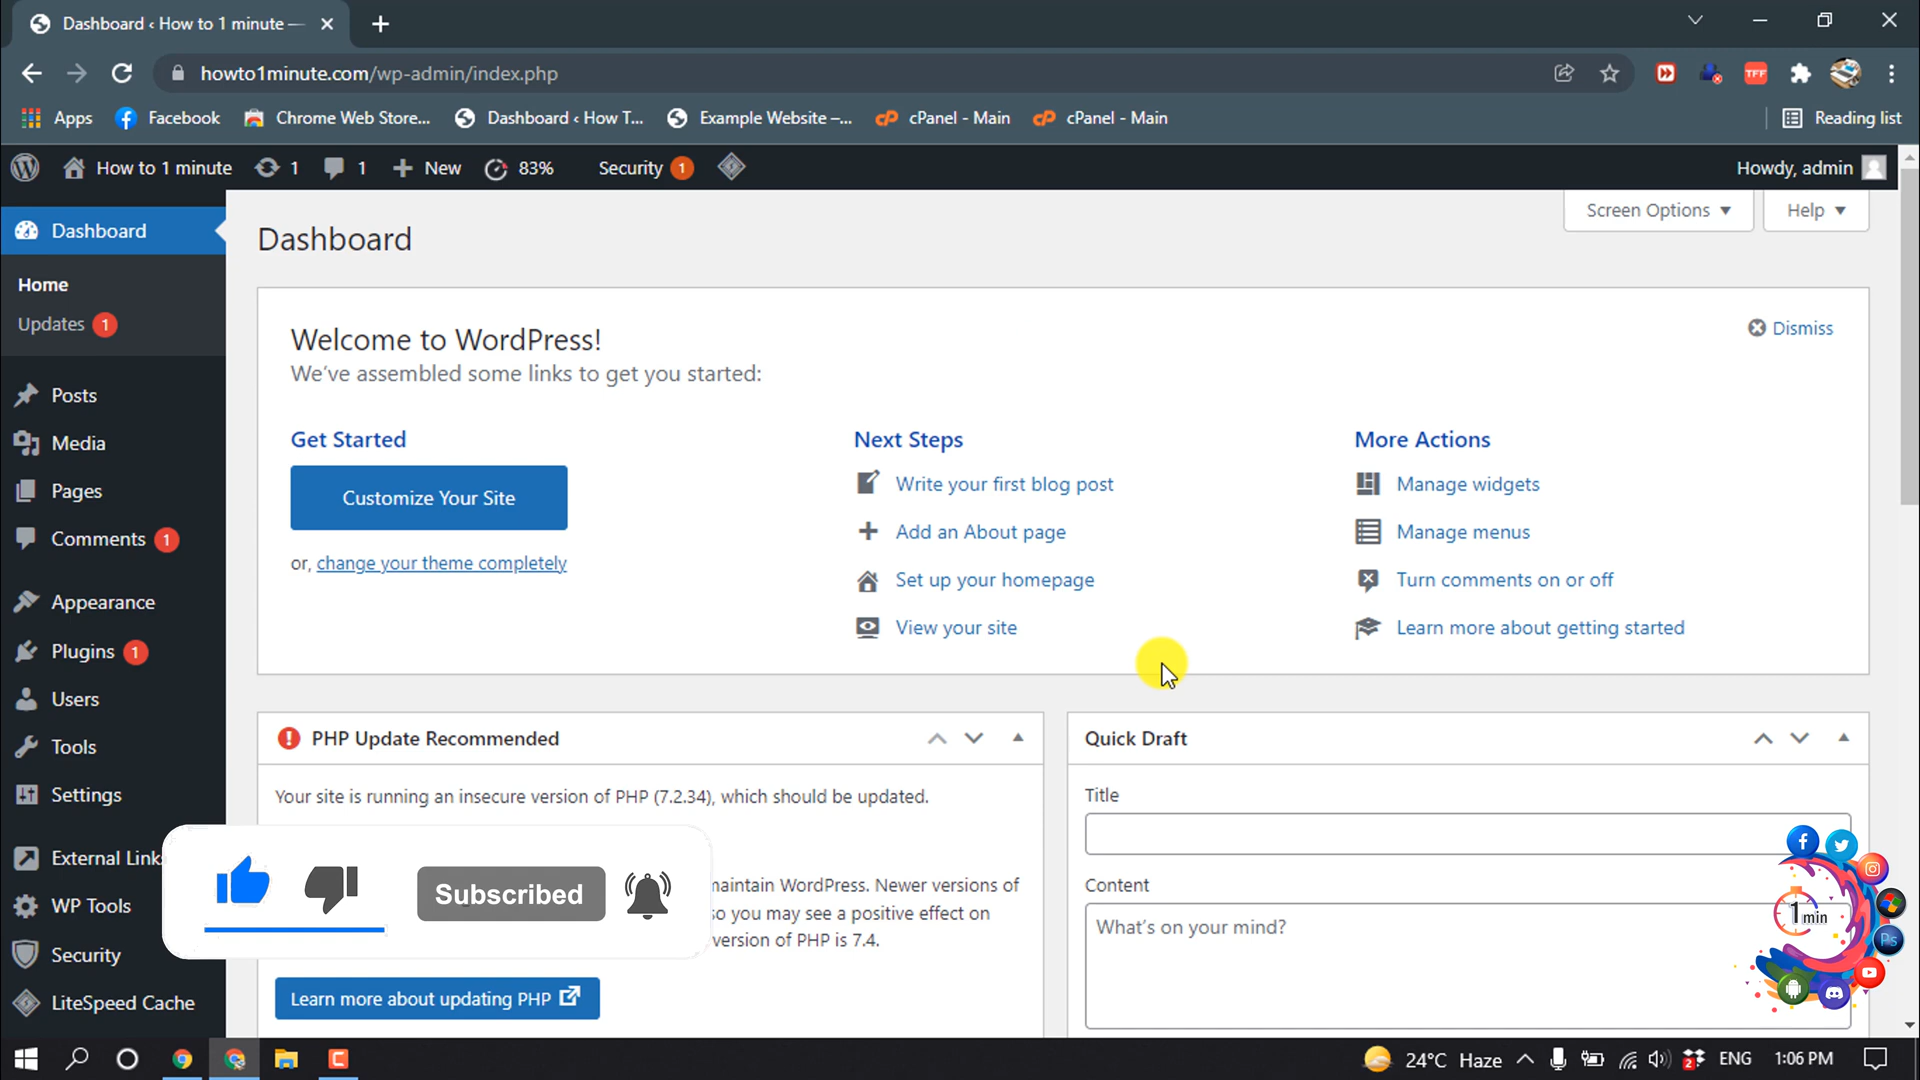 Dashboard ‹ How to 1 minute —
howto1minute.com/wp-admin/index.php
TFF
Apps
Facebook
Chrome Web Store...
Dashboard ‹ How T...
Example Website –...
cPanel - Main
cPanel - Main
Reading list
How to 1 minute
1
1
New
83%
Security 1
Howdy, admin
Dashboard
Home
Updates 1
Posts
Media
Pages
Comments 1
Appearance
Plugins 1
Users
Tools
Settings
External Link
WP Tools
Security
LiteSpeed Cache
Screen Options
Help
Dashboard
Welcome to WordPress!
We've assembled some links to get you started:
Dismiss
Get Started
Customize Your Site
or, change your theme completely
Next Steps
Write your first blog post
Add an About page
Set up your homepage
View your site
More Actions
Manage widgets
Manage menus
Turn comments on or off
Learn more about getting started
PHP Update Recommended
Your site is running an insecure version of PHP (7.2.34), which should be updated.
maintain WordPress. Newer versions of
so you may see a positive effect on
version of PHP is 7.4.
Learn more about updating PHP
Subscribed
Quick Draft
Title
Content
What's on your mind?
1 min
Ps
24°C Haze
2
ENG
1:06 PM